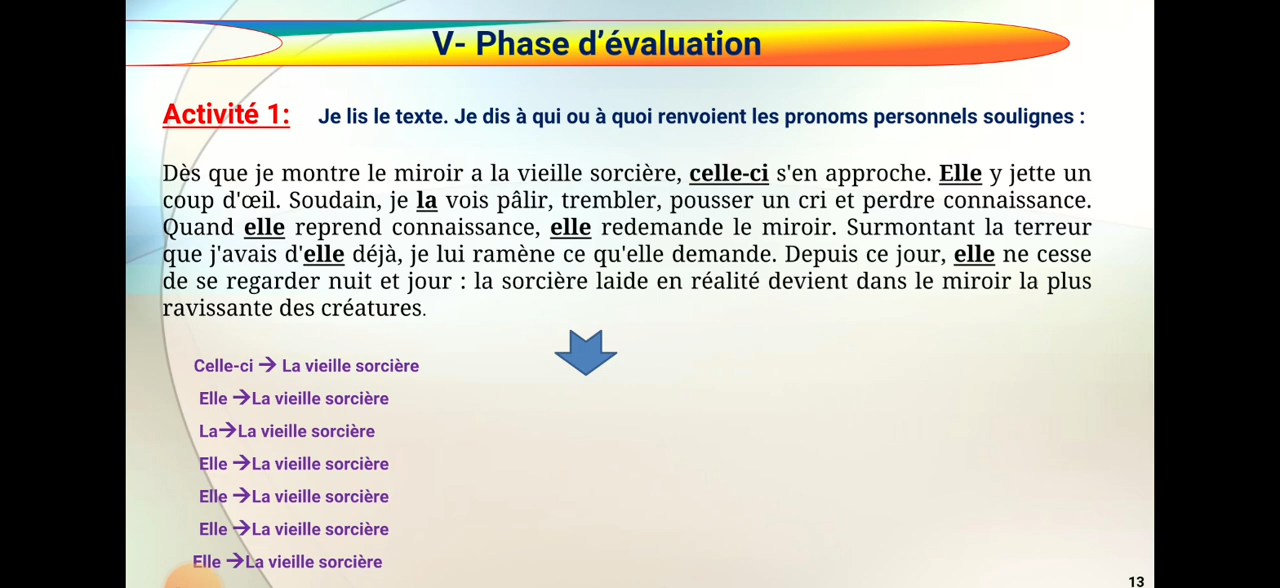 V- Phase d’évaluation
Activité 1: Je lis le texte. Je dis à qui ou à quoi renvoient les pronoms personnels soulignes :
Dès que je montre le miroir a la vieille sorcière, celle-ci s'en approche. Elle y jette un
coup d'œil. Soudain, je la vois pâlir, trembler, pousser un cri et perdre connaissance.
Quand elle reprend connaissance, elle redemande le miroir. Surmontant la terreur
que j'avais d'elle déjà, je lui ramène ce qu'elle demande. Depuis ce jour, elle ne cesse
de se regarder nuit et jour : la sorcière laide en réalité devient dans le miroir la plus
ravissante des créatures.
Celle-ci → La vieille sorcière
Elle →La vieille sorcière
La→La vieille sorcière
Elle →La vieille sorcière
Elle →La vieille sorcière
Elle →La vieille sorcière
Elle →La vieille sorcière
13